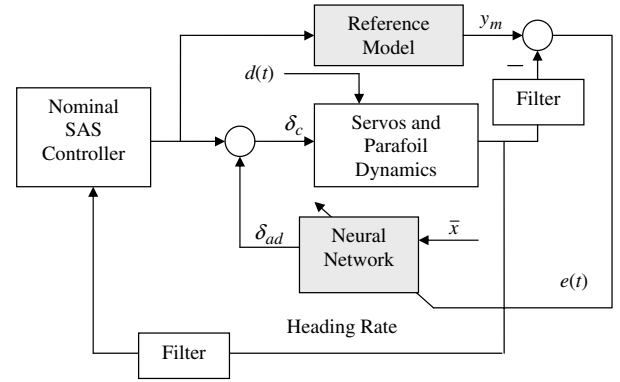 Reference
Model
y_m
d(t)
−
Filter
Nominal
SAS
Controller
δ_c
Servos and
Parafoil
Dynamics
δ_ad
Neural
Network
x̄
e(t)
Heading Rate
Filter